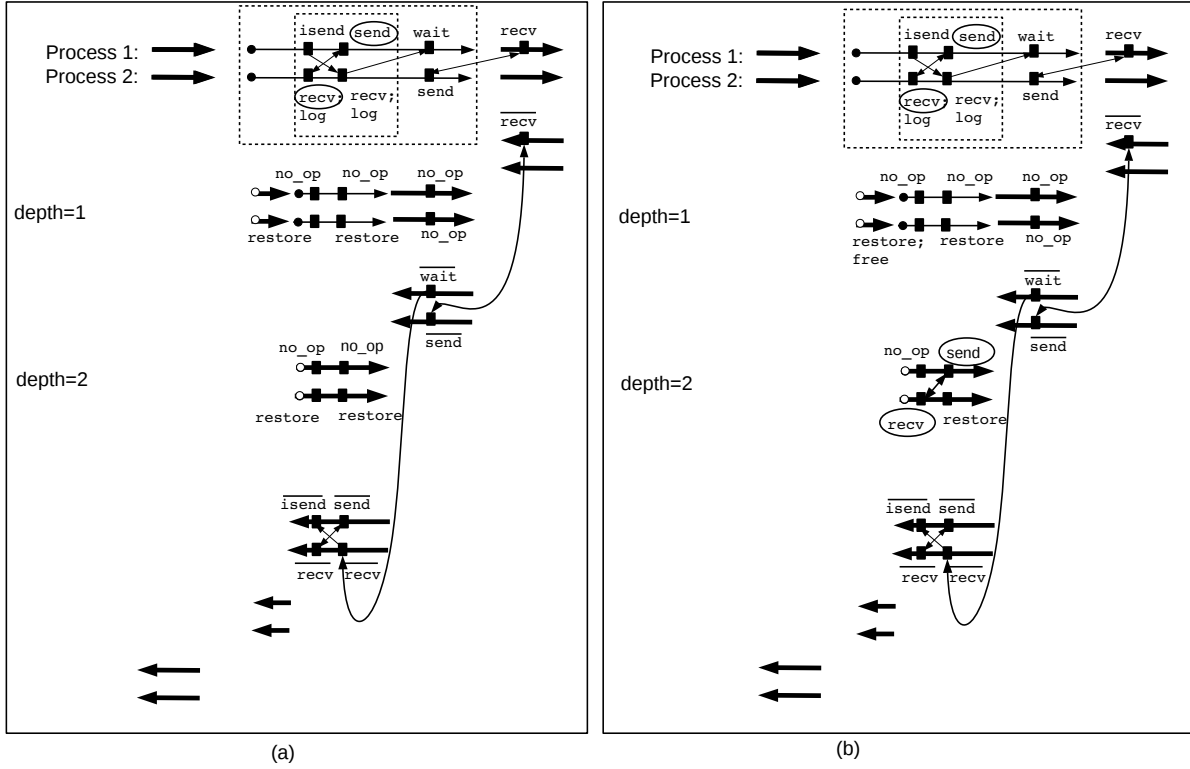 isend send wait recv
Process 1:
Process 2:
recv; recv; send
log log
recv
no_op no_op no_op
depth=1
restore restore no_op
wait
send
no_op no_op
depth=2
restore restore
isend send
recv recv
(a)
isend send wait recv
Process 1:
Process 2:
recv; recv; send
log log
recv
no_op no_op no_op
depth=1
restore; restore no_op
free
wait
send
no_op send
depth=2
recv restore
isend send
recv recv
(b)